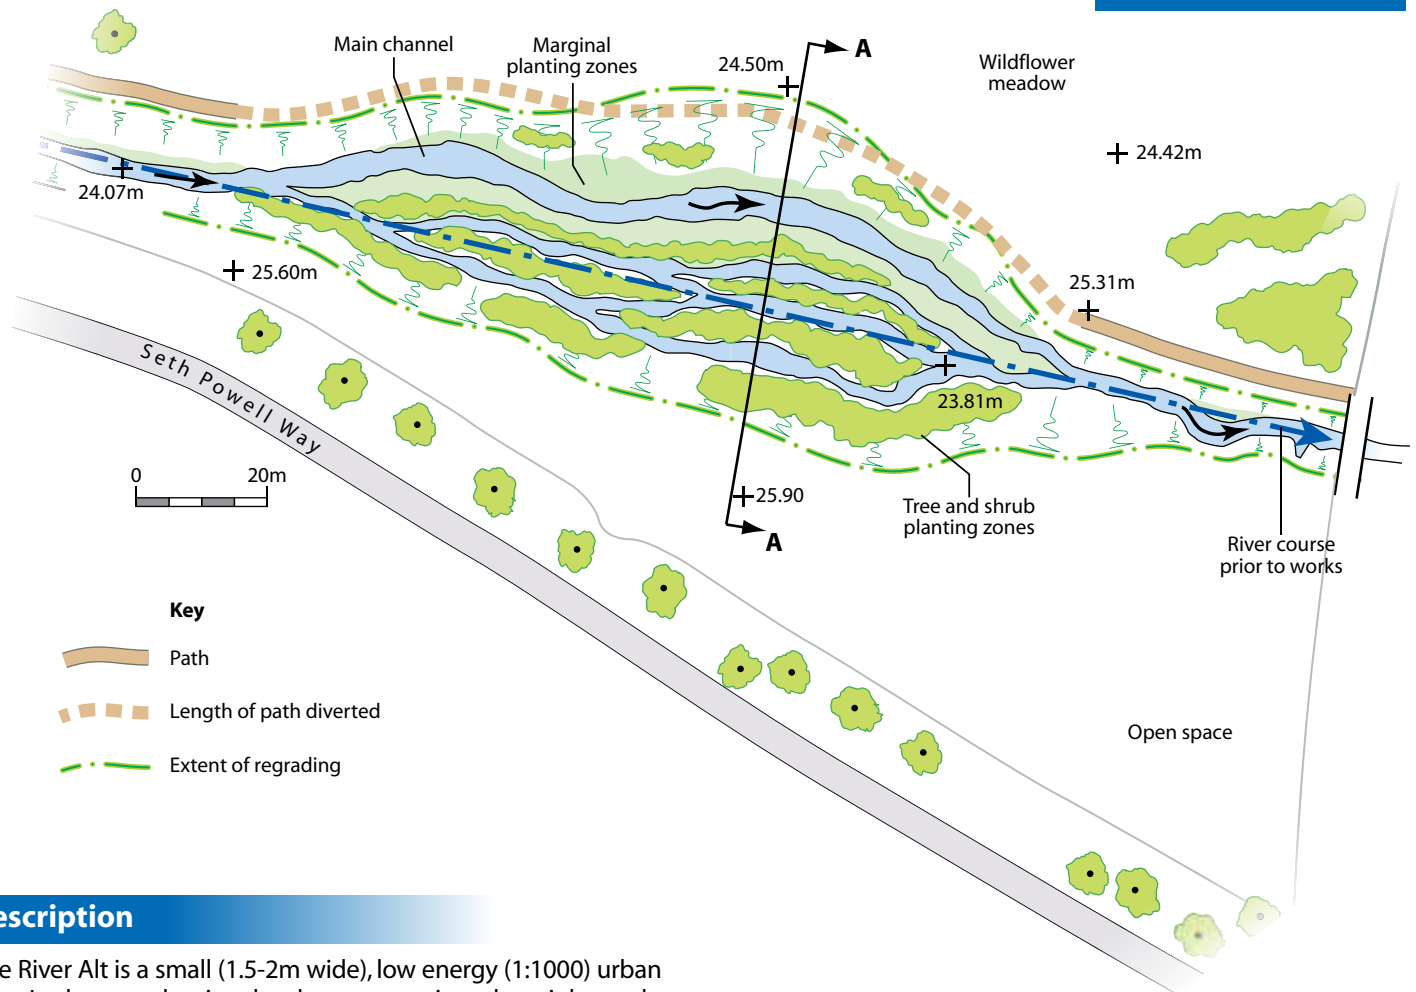 Main channel
Marginal
planting zones
24.50m
A
Wildflower
meadow
24.42m
24.07m
25.60m
25.31m
Seth Powell Way
23.81m
0 20m
25.90
A
Tree and shrub
planting zones
River course
prior to works
Key
Path
Length of path diverted
Extent of regrading
Open space
escription
e River Alt is a small (1.5-2m wide), low energy (1:1000) urban